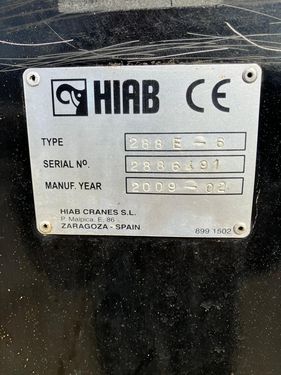 HIAB CE
TYPE 288 E - 6
SERIAL Nº. 2886491
MANUF. YEAR 2009 - 02
HIAB CRANES S.L.
P. Malpica, E, 86
ZARAGOZA - SPAIN 899 1502